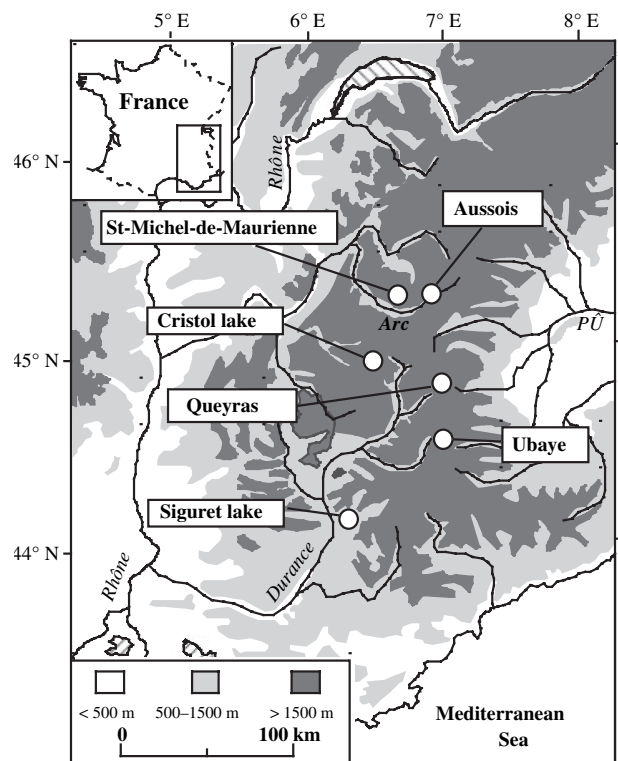 5° E
6° E
7° E
8° E
France
46° N
Rhône
Aussois
St-Michel-de-Maurienne
Arc
PÛ
Cristol lake
45° N
Queyras
Ubaye
Siguret lake
44° N
Rhône
Durance
< 500 m
500–1500 m
> 1500 m
0
100 km
Mediterranean
Sea